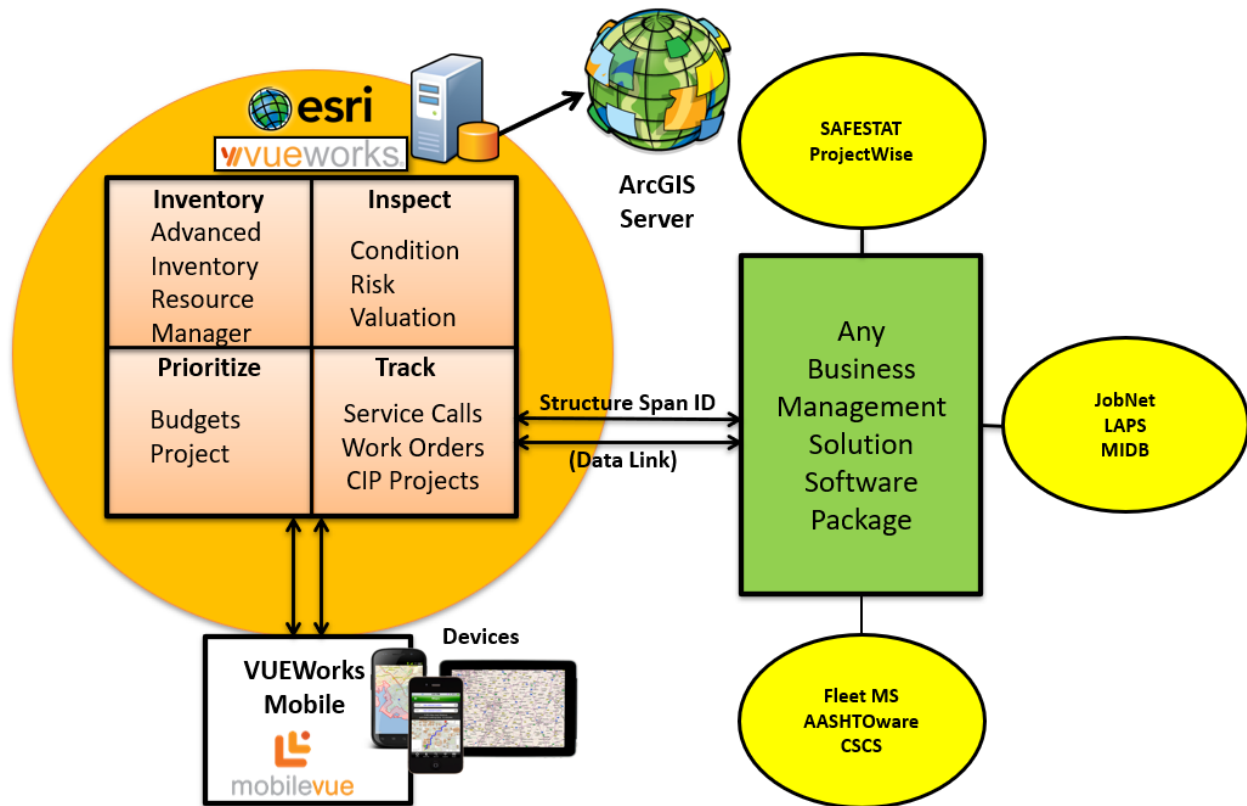 esri
vueworks®
Inventory
Advanced
Inventory
Resource
Manager
Inspect
Condition
Risk
Valuation
Prioritize
Budgets
Project
Track
Service Calls
Work Orders
CIP Projects
ArcGIS
Server
Structure Span ID
(Data Link)
Any
Business
Management
Solution
Software
Package
SAFESTAT
ProjectWise
JobNet
LAPS
MIDB
Fleet MS
AASHTOware
CSCS
VUEWorks
Mobile
mobilevue
Devices